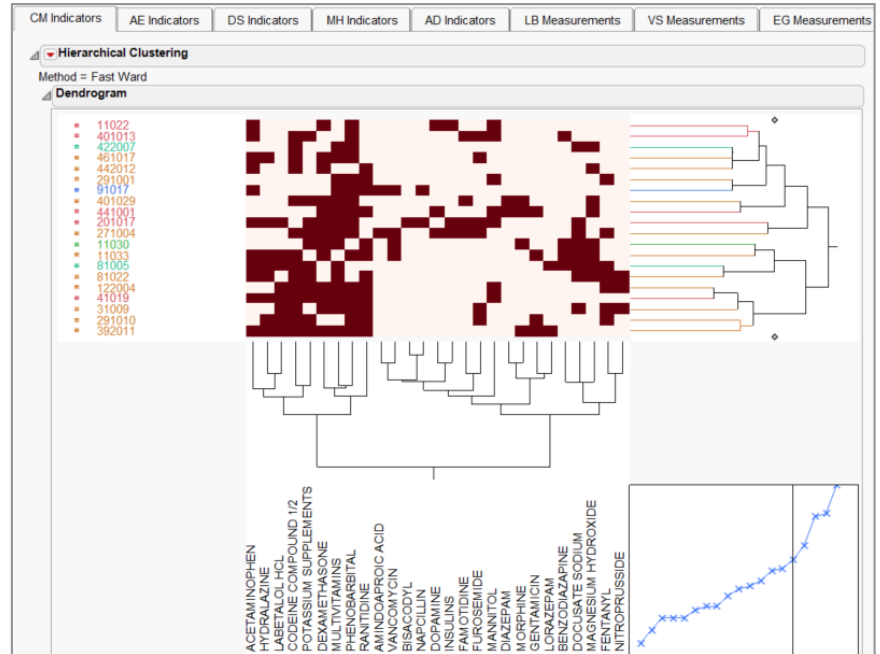 CM Indicators AE Indicators DS Indicators MH Indicators AD Indicators LB Measurements VS Measurements EG Measurements
Hierarchical Clustering
Method = Fast Ward
Dendrogram
11022
401013
422007
461017
442012
291001
91017
401029
441001
201017
271004
11030
11033
81005
81022
122004
41019
31009
291010
392011
ACETAMINOPHEN
HYDRALAZINE
LABETALOL HCL
CODEINE COMPOUND 1/2
POTASSIUM SUPPLEMENTS
DEXAMETHASONE
MULTIVITAMINS
PHENOBARBITAL
RANITIDINE
AMINDOAPROIC ACID
VANCOMYCIN
BISACODYL
NAPCILLIN
DOPAMINE
INSULINS
FAMOTIDINE
FUROSEMIDE
MANNITOL
DIAZEPAM
MORPHINE
GENTAMICIN
LORAZEPAM
BENZODIAZAPINE
DOCUSATE SODIUM
MAGNESIUM HYDROXIDE
FENTANYL
NITROPRUSSIDE